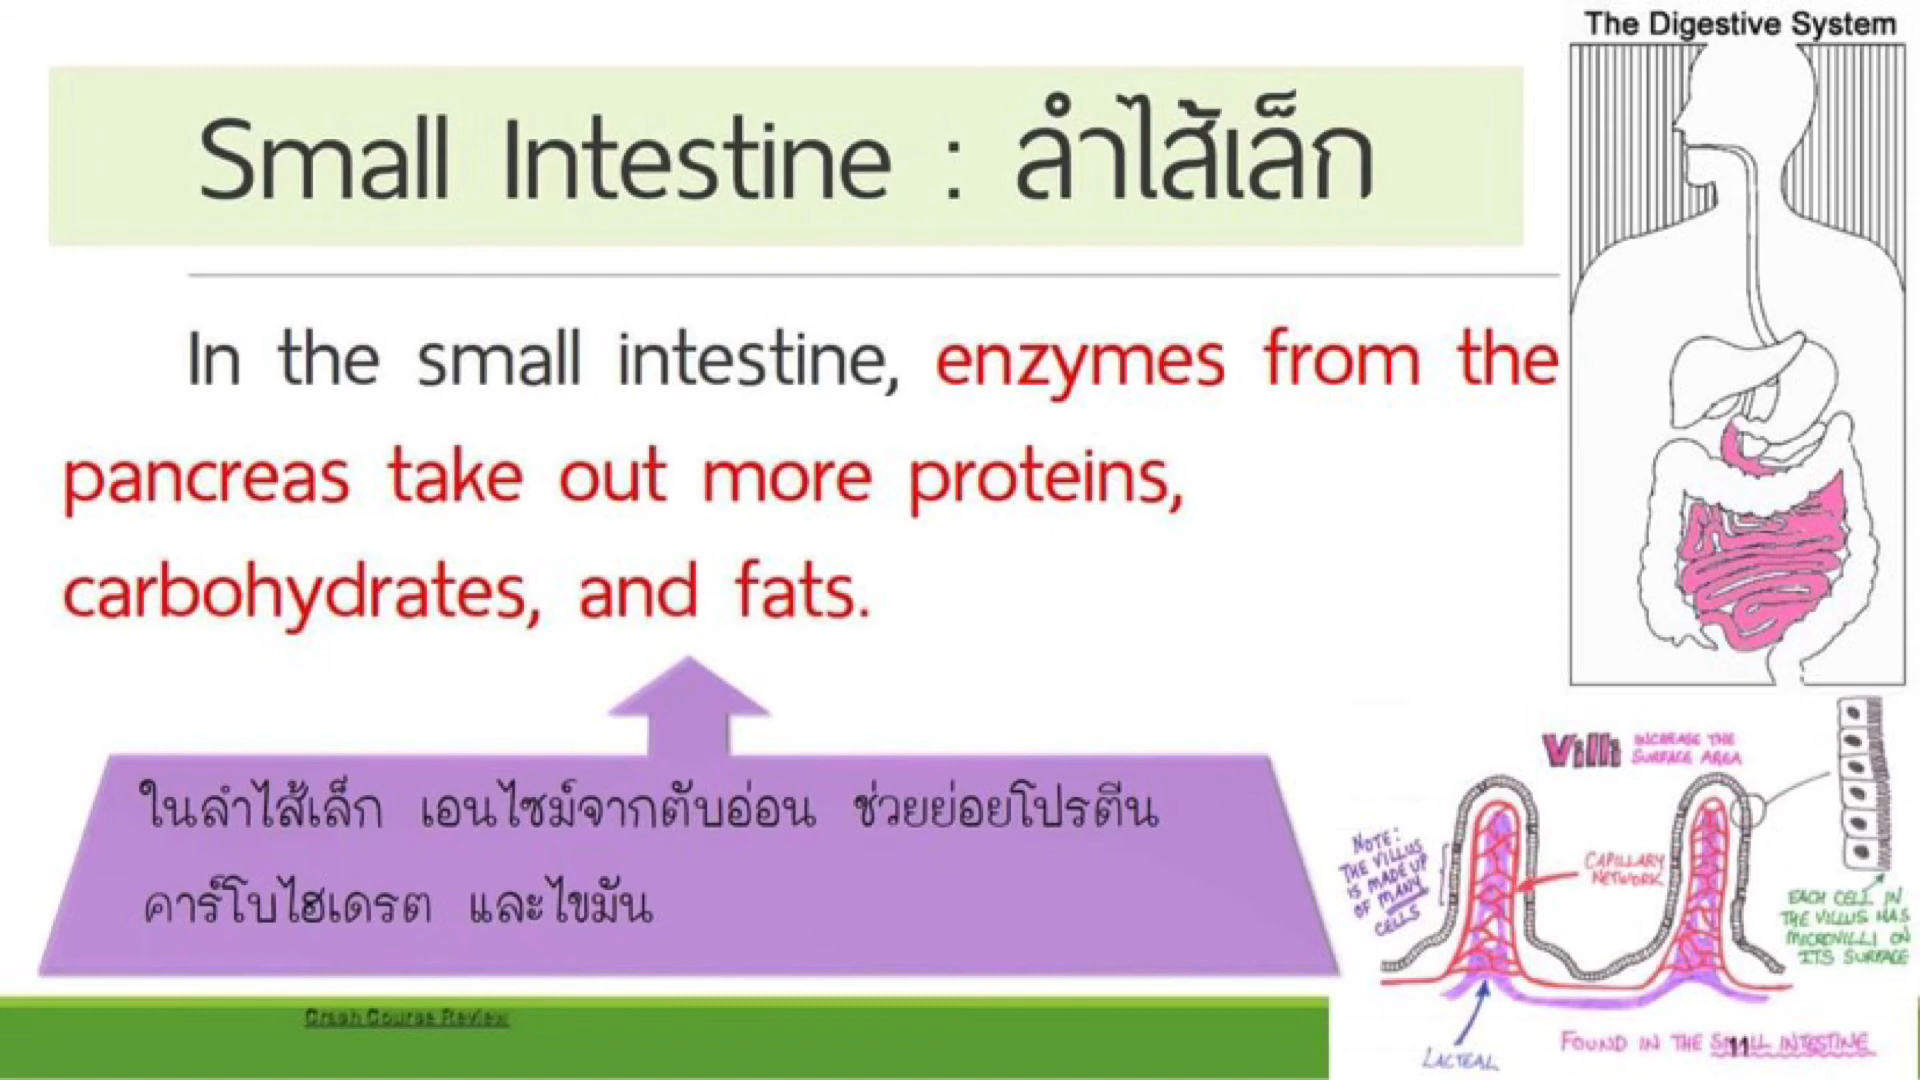 The Digestive System
Small Intestine : ลำไส้เล็ก
In the small intestine, enzymes from the
pancreas take out more proteins,
carbohydrates, and fats.
ในลำไส้เล็ก เอนไซม์จากตับอ่อน ช่วยย่อยโปรตีน
คาร์โบไฮเดรต และไขมัน
Villi INCREASE THE
SURFACE AREA
NOTE:
THE VILLUS
IS MADE UP
OF MANY
CELLS
CAPILLARY
NETWORK
EACH CELL IN
THE VILLUS HAS
MICROVILLI ON
ITS SURFACE
LACTEAL
FOUND IN THE SMALL INTESTINE
11
Crash Course Review